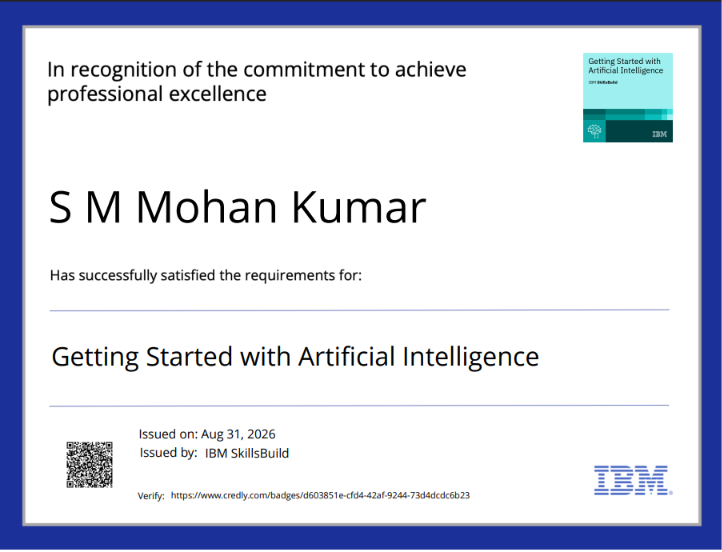 In recognition of the commitment to achieve
professional excellence
Getting Started with
Artificial Intelligence
IBM SkillsBuild
IBM
S M Mohan Kumar
Has successfully satisfied the requirements for:
Getting Started with Artificial Intelligence
Issued on: Aug 31, 2026
Issued by: IBM SkillsBuild
Verify: https://www.credly.com/badges/d603851e-cfd4-42af-9244-73d4dcdc6b23
IBM®